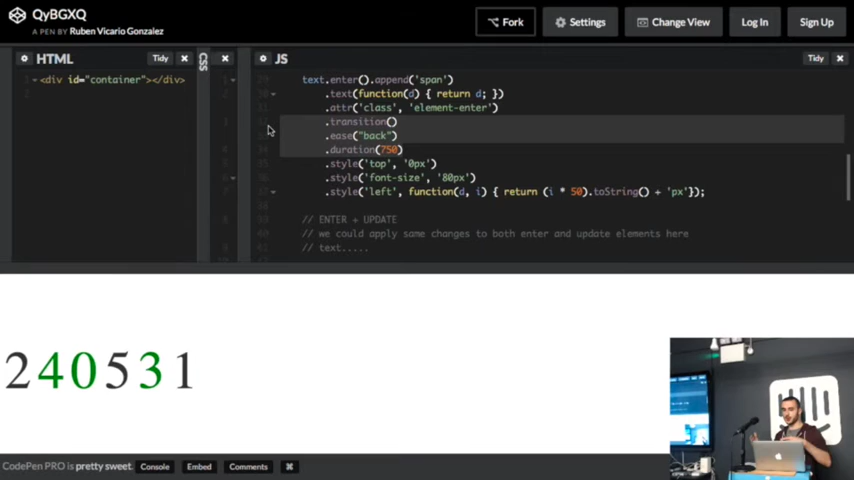 QyBGXQ
A PEN BY Ruben Vicario Gonzalez
Fork
Settings
Change View
Log In
Sign Up
HTML
Tidy
CSS
JS
Tidy
<div id="container"></div>
text.enter().append('span')
.text(function(d) { return d; })
.attr('class', 'element-enter')
.transition()
.ease("back")
.duration(750)
.style('top', '0px')
.style('font-size', '80px')
.style('left', function(d, i) { return (i * 50).toString() + 'px'});
// ENTER + UPDATE
// we could apply same changes to both enter and update elements here
// text.....
240531
CodePen PRO is pretty sweet.
Console
Embed
Comments
⌘